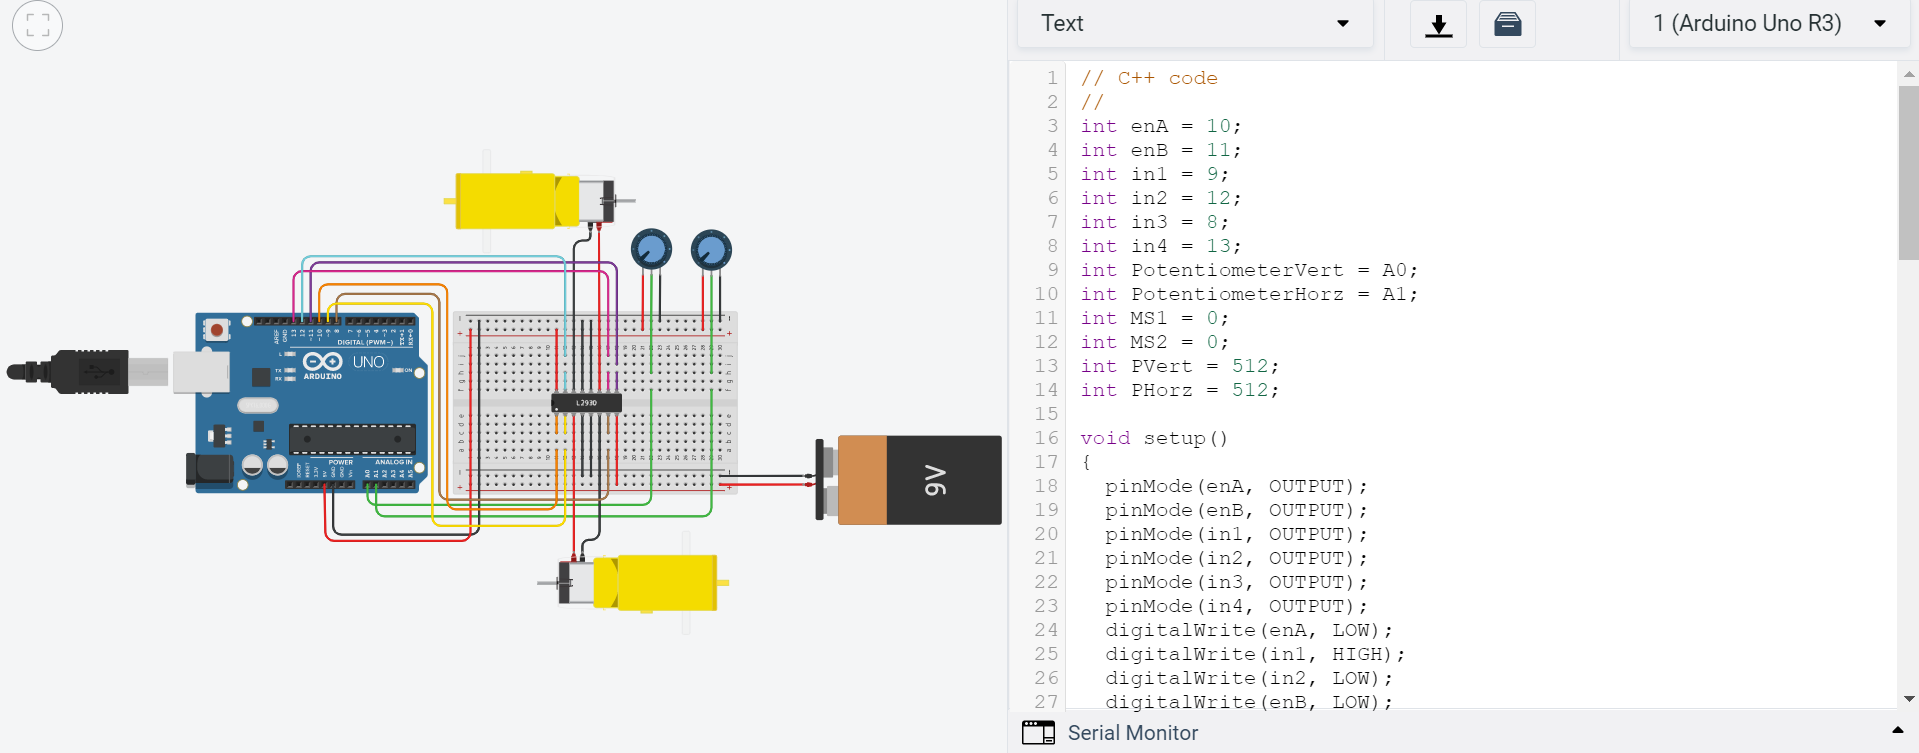 Text
1 (Arduino Uno R3)
1 // C++ code
2 //
3 int enA = 10;
4 int enB = 11;
5 int in1 = 9;
6 int in2 = 12;
7 int in3 = 8;
8 int in4 = 13;
9 int PotentiometerVert = A0;
10 int PotentiometerHorz = A1;
11 int MS1 = 0;
12 int MS2 = 0;
13 int PVert = 512;
14 int PHorz = 512;
15
16 void setup()
17 {
18 pinMode(enA, OUTPUT);
19 pinMode(enB, OUTPUT);
20 pinMode(in1, OUTPUT);
21 pinMode(in2, OUTPUT);
22 pinMode(in3, OUTPUT);
23 pinMode(in4, OUTPUT);
24 digitalWrite(enA, LOW);
25 digitalWrite(in1, HIGH);
26 digitalWrite(in2, LOW);
27 digitalWrite(enB, LOW);
Serial Monitor
AREF
GND
DIGITAL (PWM~)
L
TX
RX
UNO
ARDUINO
ON
POWER
ANALOG IN
L293D
9V